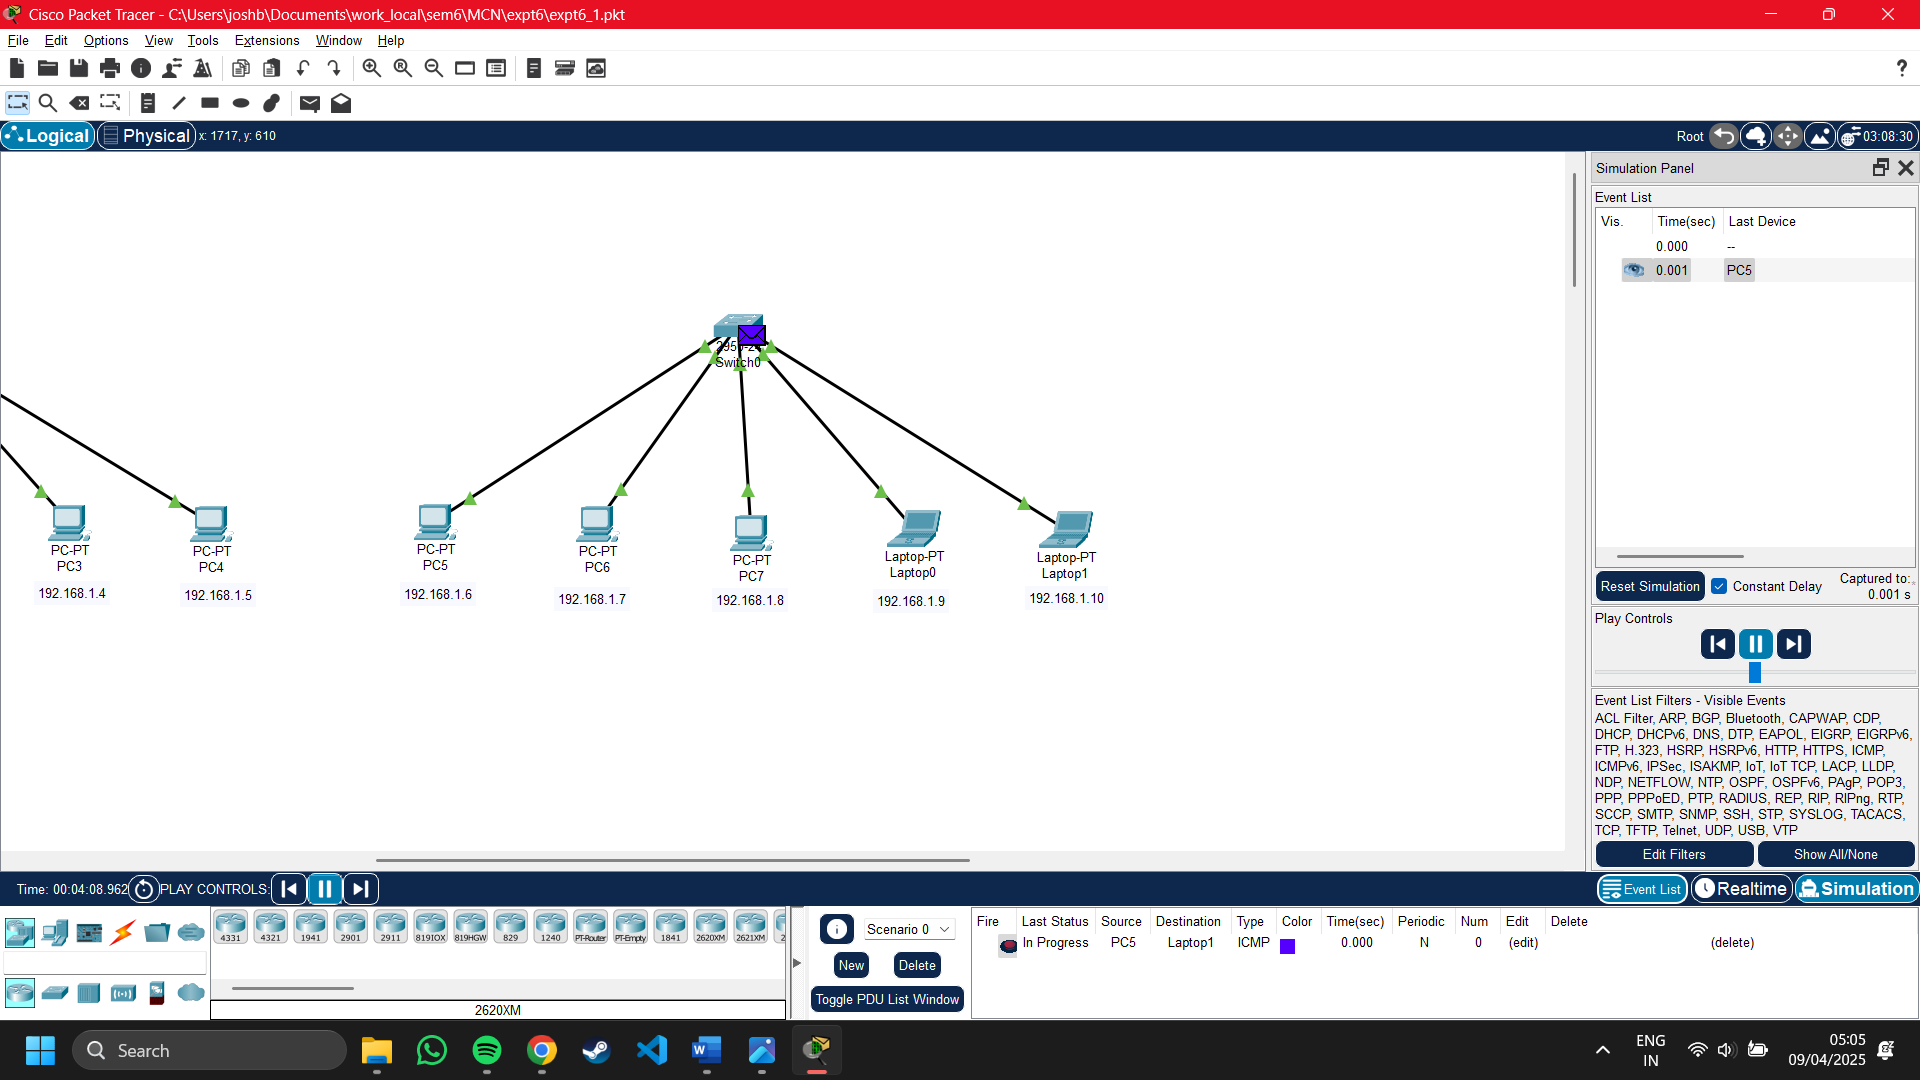 Cisco Packet Tracer - C:\Users\joshb\Documents\work_local\sem6\MCN\expt6\expt6_1.pkt
File Edit Options View Tools Extensions Window Help
?
Logical Physical x: 1717, y: 610
Root 03:08:30
Simulation Panel
Event List
Vis. Time(sec) Last Device
0.000 --
0.001 PC5
Switch0
PC-PT
PC3
192.168.1.4
PC-PT
PC4
192.168.1.5
PC-PT
PC5
192.168.1.6
PC-PT
PC6
192.168.1.7
PC-PT
PC7
192.168.1.8
Laptop-PT
Laptop0
192.168.1.9
Laptop-PT
Laptop1
192.168.1.10
Reset Simulation Constant Delay Captured to:
0.001 s
Play Controls
Event List Filters - Visible Events
ACL Filter, ARP, BGP, Bluetooth, CAPWAP, CDP,
DHCP, DHCPv6, DNS, DTP, EAPOL, EIGRP, EIGRPv6,
FTP, H.323, HSRP, HSRPv6, HTTP, HTTPS, ICMP,
ICMPv6, IPSec, ISAKMP, IoT, IoT TCP, LACP, LLDP,
NDP, NETFLOW, NTP, OSPF, OSPFv6, PAgP, POP3,
PPP, PPPoED, PTP, RADIUS, REP, RIP, RIPng, RTP,
SCCP, SMTP, SNMP, SSH, STP, SYSLOG, TACACS,
TCP, TFTP, Telnet, UDP, USB, VTP
Edit Filters Show All/None
Time: 00:04:08.962 PLAY CONTROLS:
Event List Realtime Simulation
4331 4321 1941 2901 2911 819IOX 819HGW 829 1240 PT-Router PT-Empty 1841 2620XM 2621XM
2620XM
Scenario 0
New Delete
Toggle PDU List Window
Fire Last Status Source Destination Type Color Time(sec) Periodic Num Edit Delete
In Progress PC5 Laptop1 ICMP 0.000 N 0 (edit) (delete)
Search
ENG
IN
05:05
09/04/2025